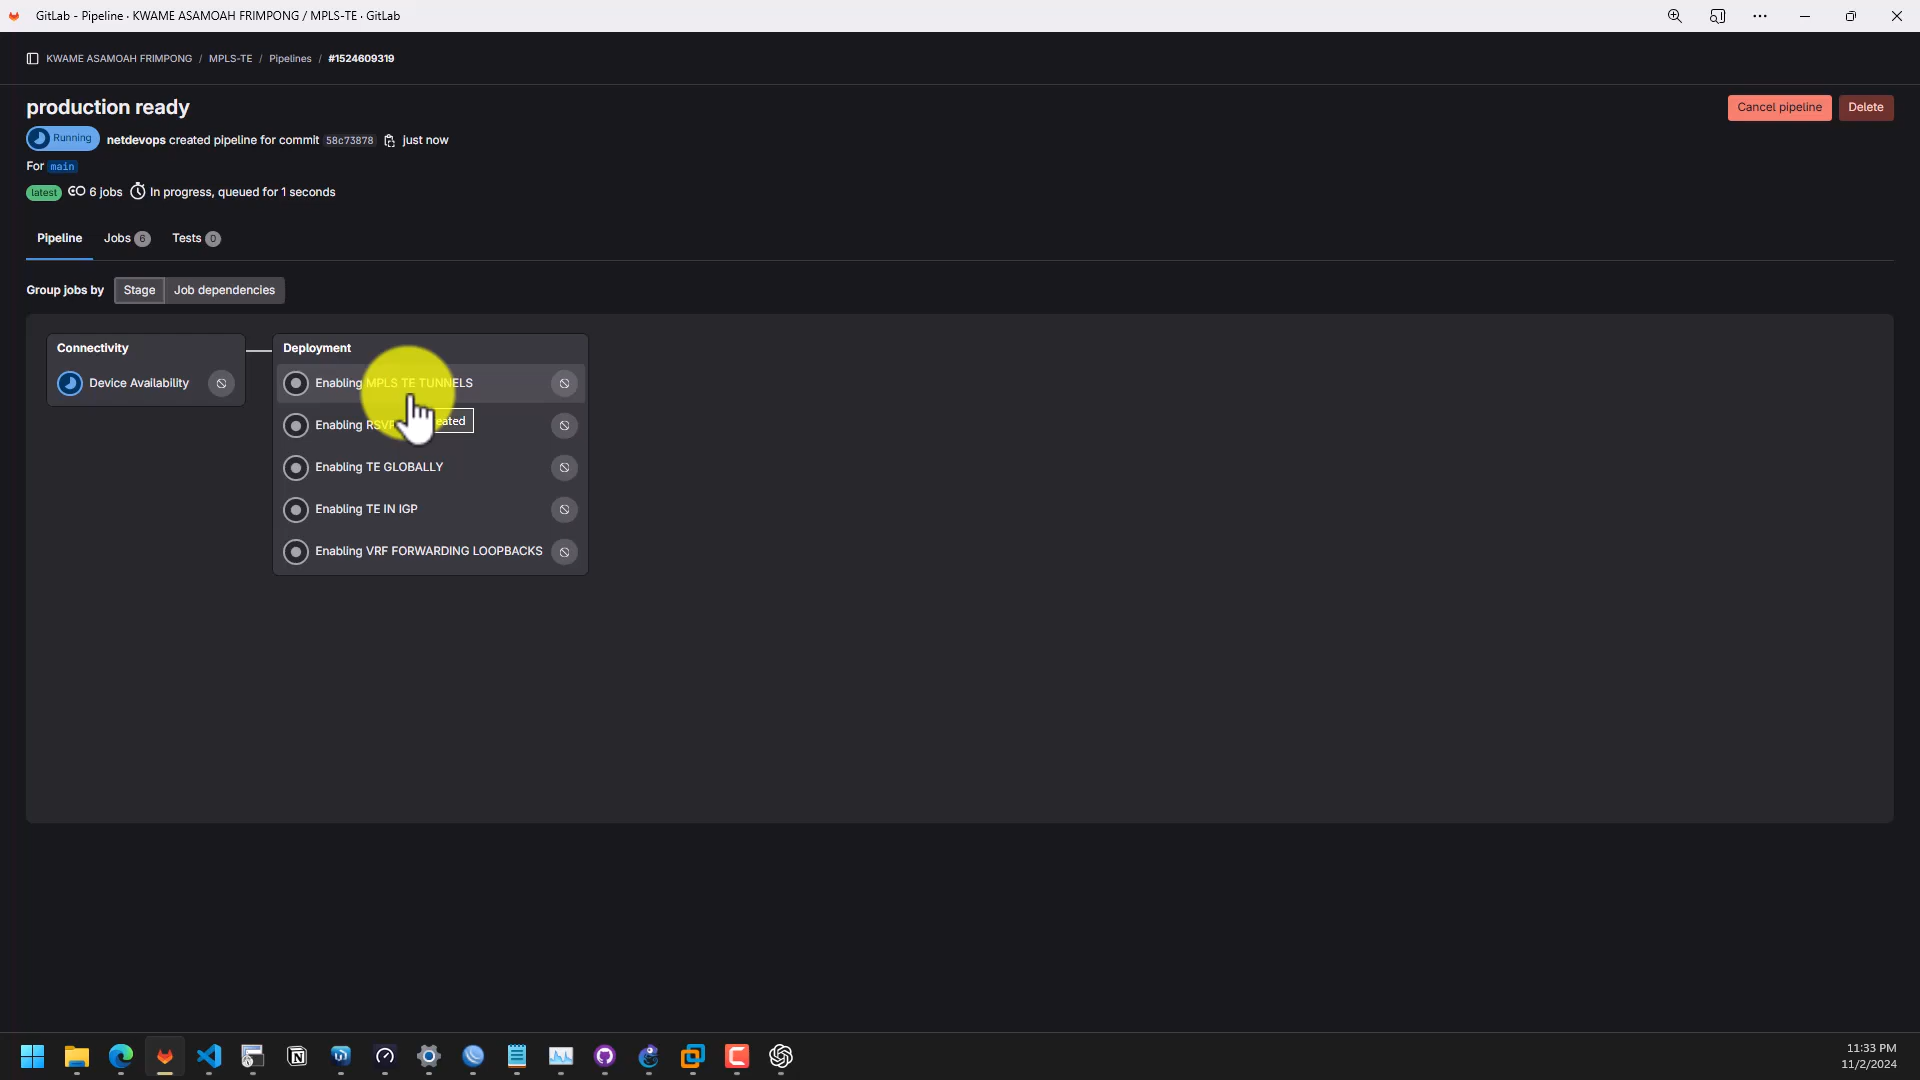 GitLab - Pipeline · KWAME ASAMOAH FRIMPONG / MPLS-TE · GitLab
KWAME ASAMOAH FRIMPONG / MPLS-TE / Pipelines / #1524609319
production ready
Cancel pipeline Delete
Running netdevops created pipeline for commit 58c73878 just now
For main
latest 6 jobs In progress, queued for 1 seconds
Pipeline Jobs 6 Tests 0
Group jobs by Stage Job dependencies
Connectivity
Device Availability
Deployment
Enabling MPLS TE TUNNELS
Enabling
Enabling TE GLOBALLY
Enabling TE IN IGP
Enabling VRF FORWARDING LOOPBACKS
11:33 PM
11/2/2024